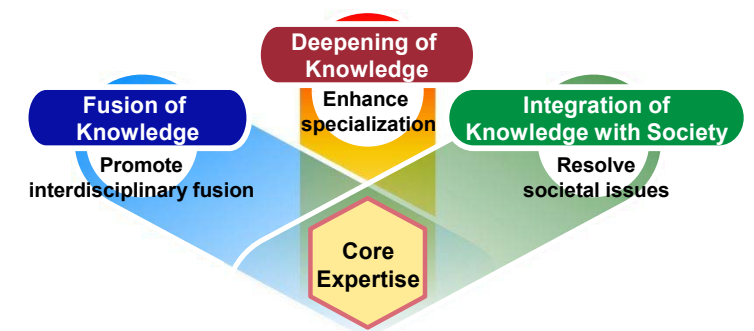 Deepening of
Knowledge
Enhance
specialization
Fusion of
Knowledge
Promote
interdisciplinary fusion
Integration of
Knowledge with Society
Resolve
societal issues
Core
Expertise